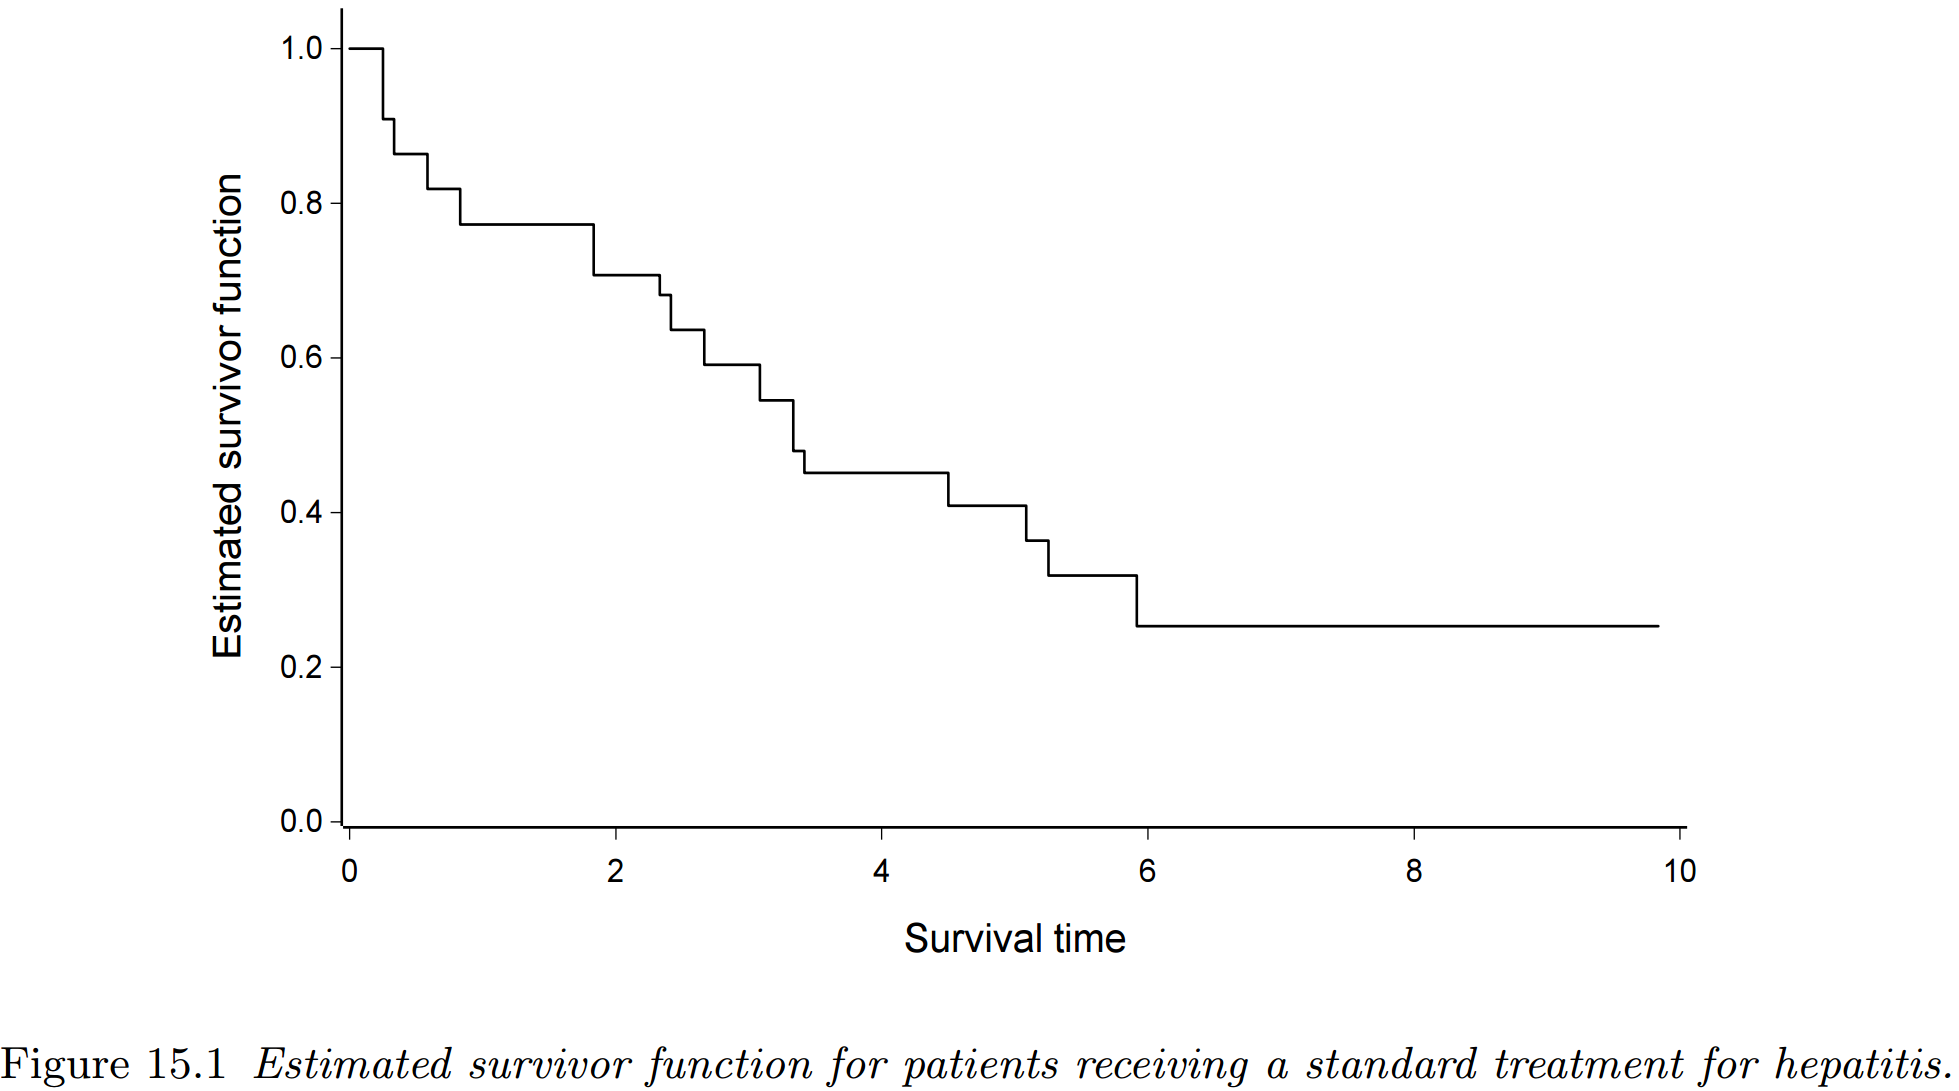 1.0
0.8
0.6
0.4
0.2
0.0
Estimated survivor function
0 2 4 6 8 10
Survival time
Figure 15.1 Estimated survivor function for patients receiving a standard treatment for hepatitis.